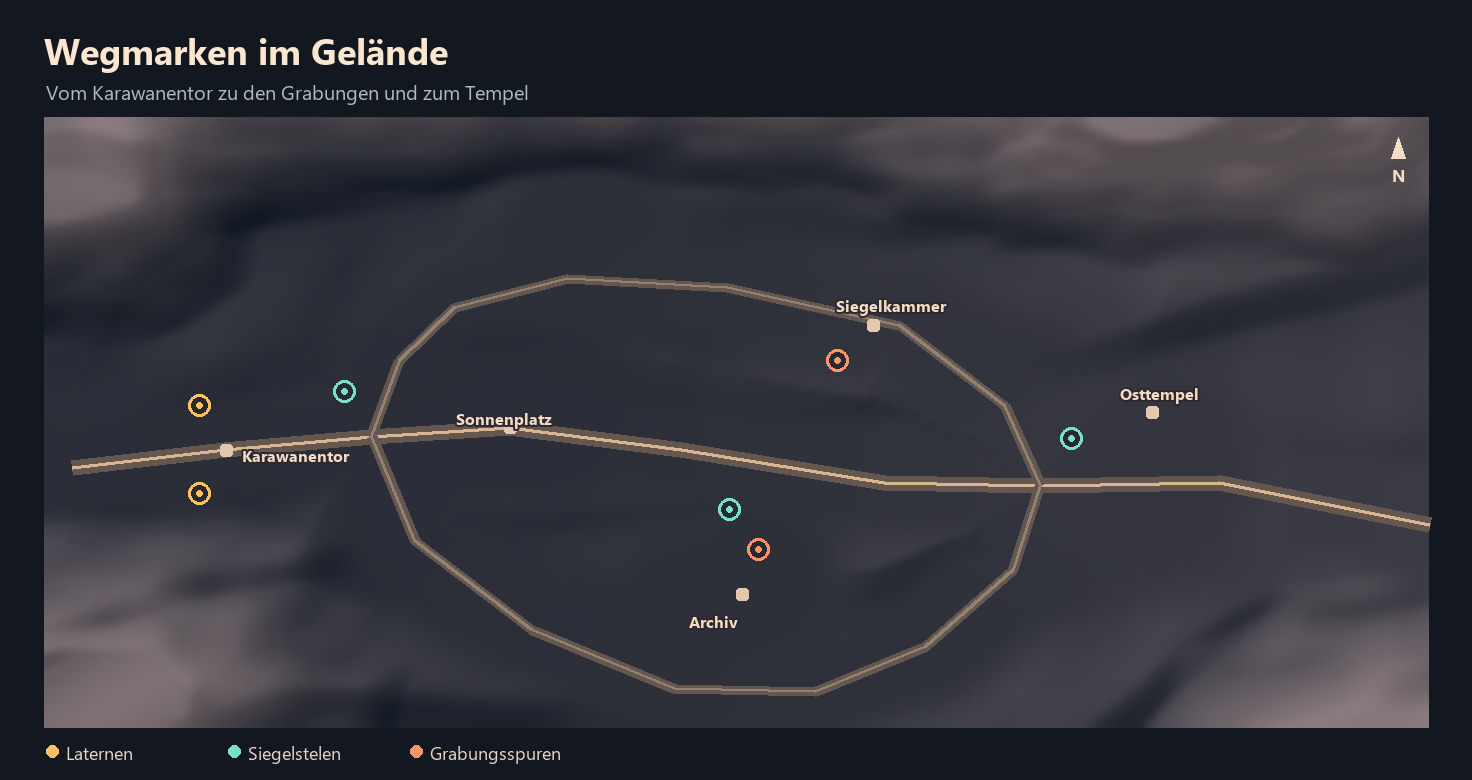 Wegmarken im Gelände
Vom Karawanentor zu den Grabungen und zum Tempel
N
Siegelkammer
Osttempel
Sonnenplatz
Karawanentor
Archiv
Laternen
Siegelstelen
Grabungsspuren